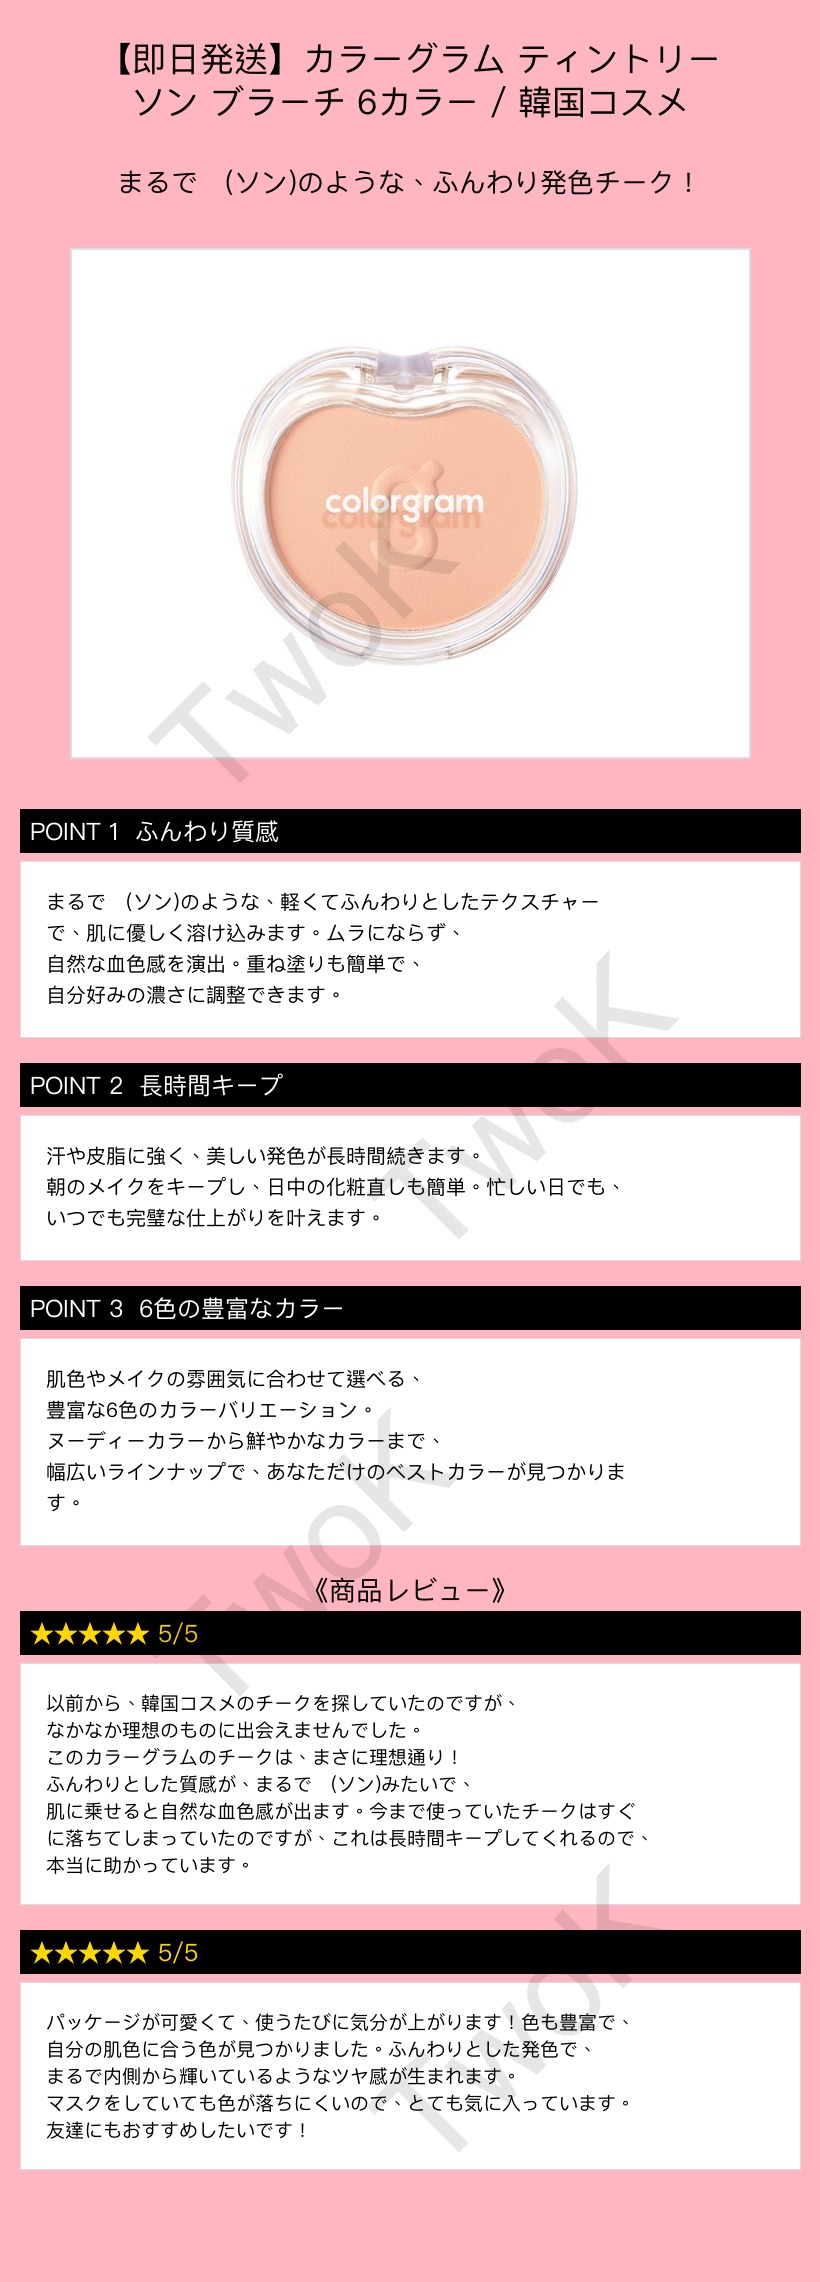 【即日発送】カラーグラム ティントリー
ソン ブラーチ 6カラー / 韓国コスメ
まるで　(ソン)のような、ふんわり発色チーク！
colorgram
TwoK
POINT 1 ふんわり質感
まるで　(ソン)のような、軽くてふんわりとしたテクスチャー
で、肌に優しく溶け込みます。ムラにならず、
自然な血色感を演出。重ね塗りも簡単で、
自分好みの濃さに調整できます。
TwoK
POINT 2 長時間キープ
汗や皮脂に強く、美しい発色が長時間続きます。
朝のメイクをキープし、日中の化粧直しも簡単。忙しい日でも、
いつでも完璧な仕上がりを叶えます。
POINT 3 6色の豊富なカラー
肌色やメイクの雰囲気に合わせて選べる、
豊富な6色のカラーバリエーション。
ヌーディーカラーから鮮やかなカラーまで、
幅広いラインナップで、あなただけのベストカラーが見つかりま
す。
TwoK
《商品レビュー》
★★★★★ 5/5
以前から、韓国コスメのチークを探していたのですが、
なかなか理想のものに出会えませんでした。
このカラーグラムのチークは、まさに理想通り！
ふんわりとした質感が、まるで　(ソン)みたいで、
肌に乗せると自然な血色感が出ます。今まで使っていたチークはすぐ
に落ちてしまっていたのですが、これは長時間キープしてくれるので、
本当に助かっています。
TwoK
★★★★★ 5/5
パッケージが可愛くて、使うたびに気分が上がります！色も豊富で、
自分の肌色に合う色が見つかりました。ふんわりとした発色で、
まるで内側から輝いているようなツヤ感が生まれます。
マスクをしていても色が落ちにくいので、とても気に入っています。
友達にもおすすめしたいです！